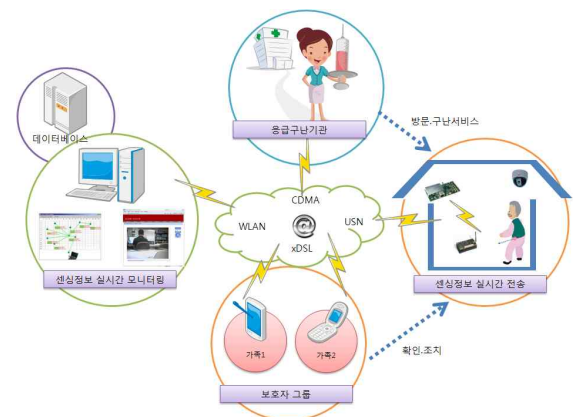 방문.구난서비스
응급구난기관
데이터베이스
CDMA
WLAN
USN
@
xDSL
센싱정보 실시간 모니터링
센싱정보 실시간 전송
가족1
가족2
확인.조치
보호자 그룹